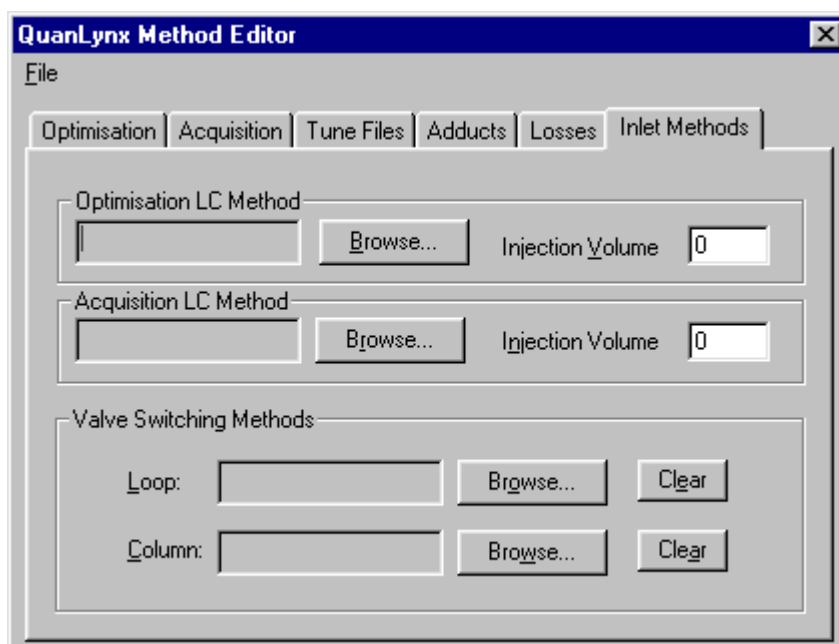 QuanLynx Method Editor
File
Optimisation Acquisition Tune Files Adducts Losses Inlet Methods
Optimisation LC Method
Browse... Injection Volume 0
Acquisition LC Method
Browse... Injection Volume 0
Valve Switching Methods
Loop: Browse... Clear
Column: Browse... Clear